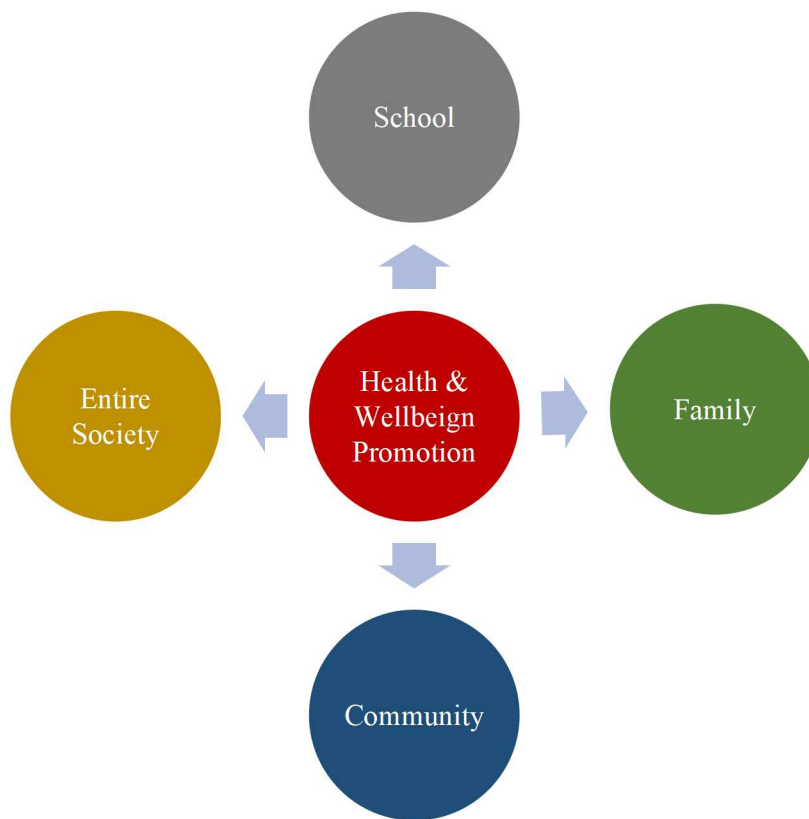 School
Entire
Society
Health &
Wellbeign
Promotion
Family
Community